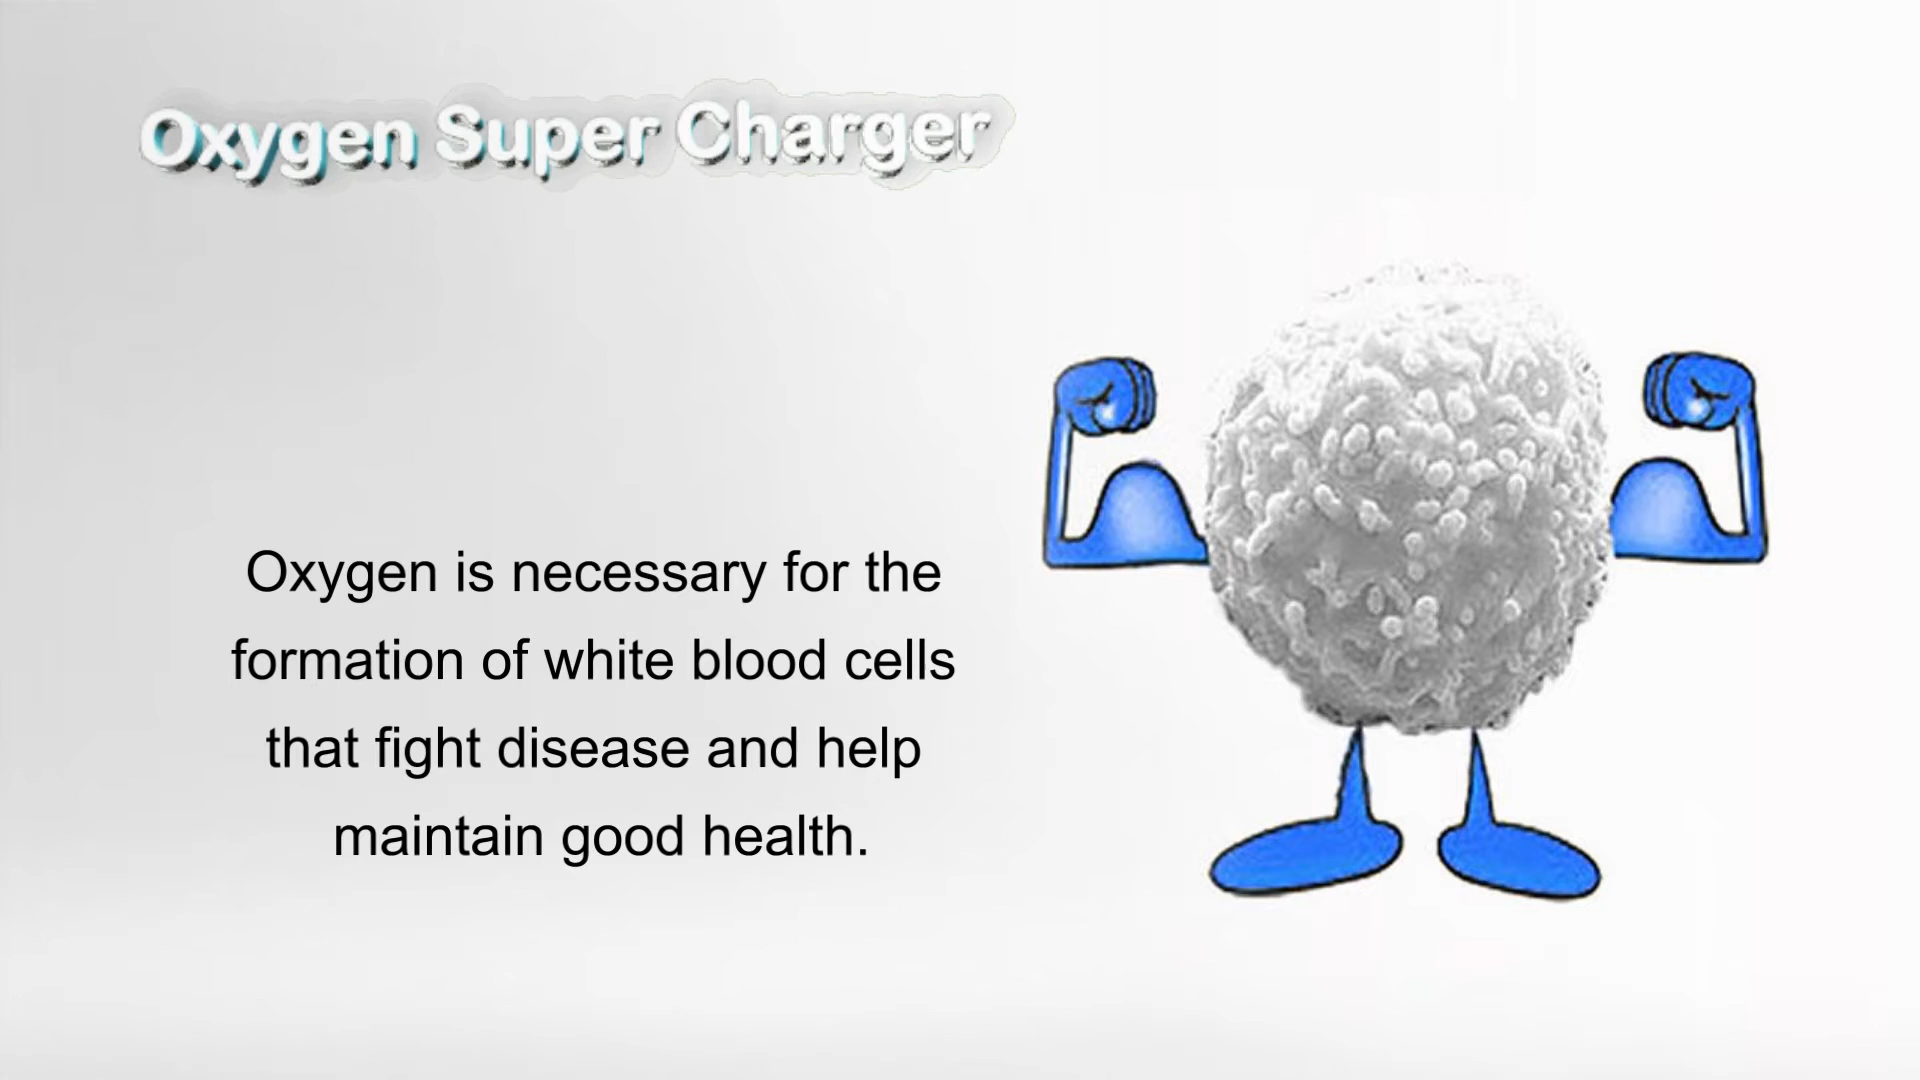 Oxygen Super Charger
Oxygen is necessary for the
formation of white blood cells
that fight disease and help
maintain good health.